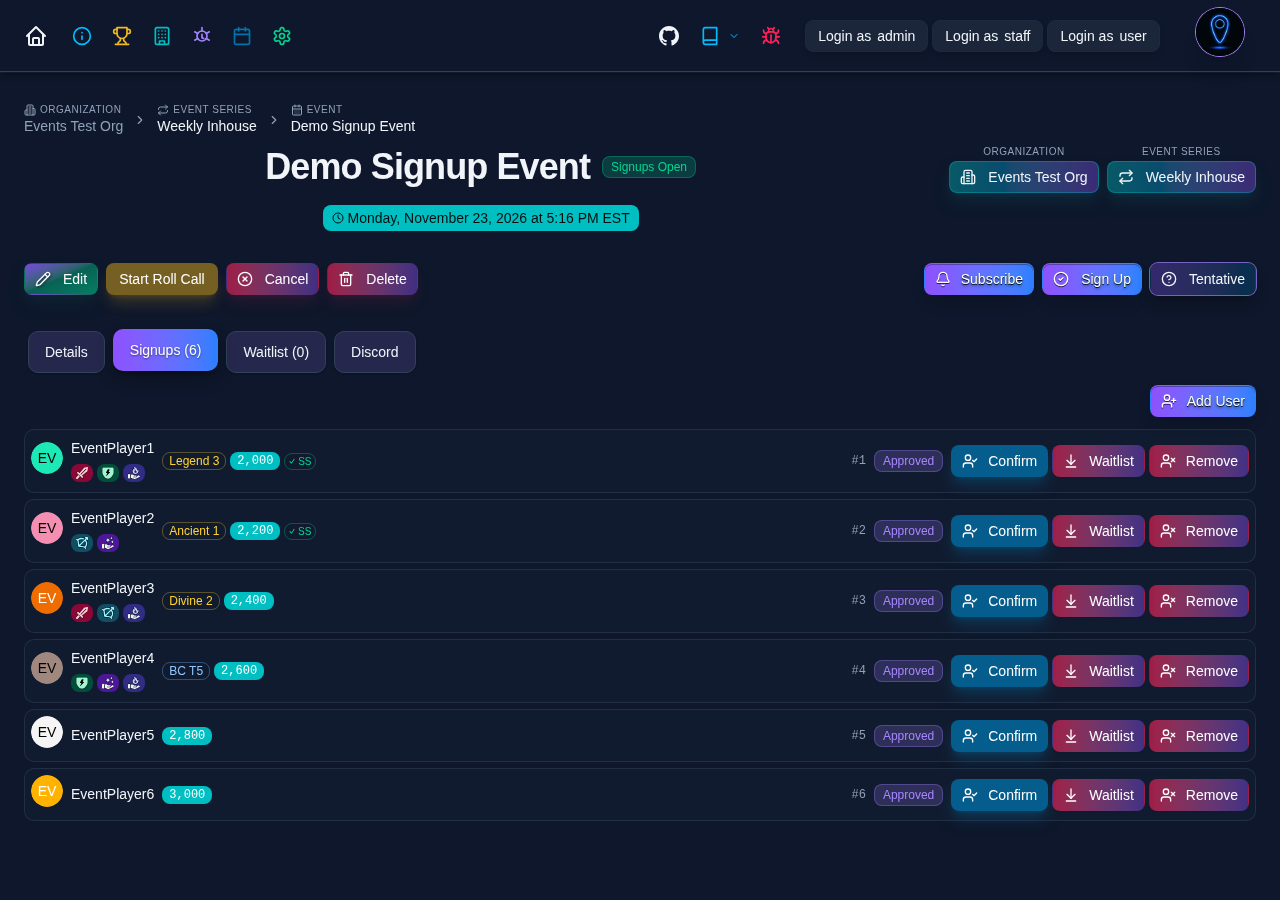 Login as admin
Login as staff
Login as user
ORGANIZATION
Events Test Org
EVENT SERIES
Weekly Inhouse
EVENT
Demo Signup Event
Demo Signup Event
Signups Open
Monday, November 23, 2026 at 5:16 PM EST
ORGANIZATION
Events Test Org
EVENT SERIES
Weekly Inhouse
Edit
Start Roll Call
Cancel
Delete
Subscribe
Sign Up
Tentative
Details
Signups (6)
Waitlist (0)
Discord
Add User
EV EventPlayer1 Legend 3 2,000 SS #1 Approved Confirm Waitlist Remove
EV EventPlayer2 Ancient 1 2,200 SS #2 Approved Confirm Waitlist Remove
EV EventPlayer3 Divine 2 2,400 #3 Approved Confirm Waitlist Remove
EV EventPlayer4 BC T5 2,600 #4 Approved Confirm Waitlist Remove
EV EventPlayer5 2,800 #5 Approved Confirm Waitlist Remove
EV EventPlayer6 3,000 #6 Approved Confirm Waitlist Remove